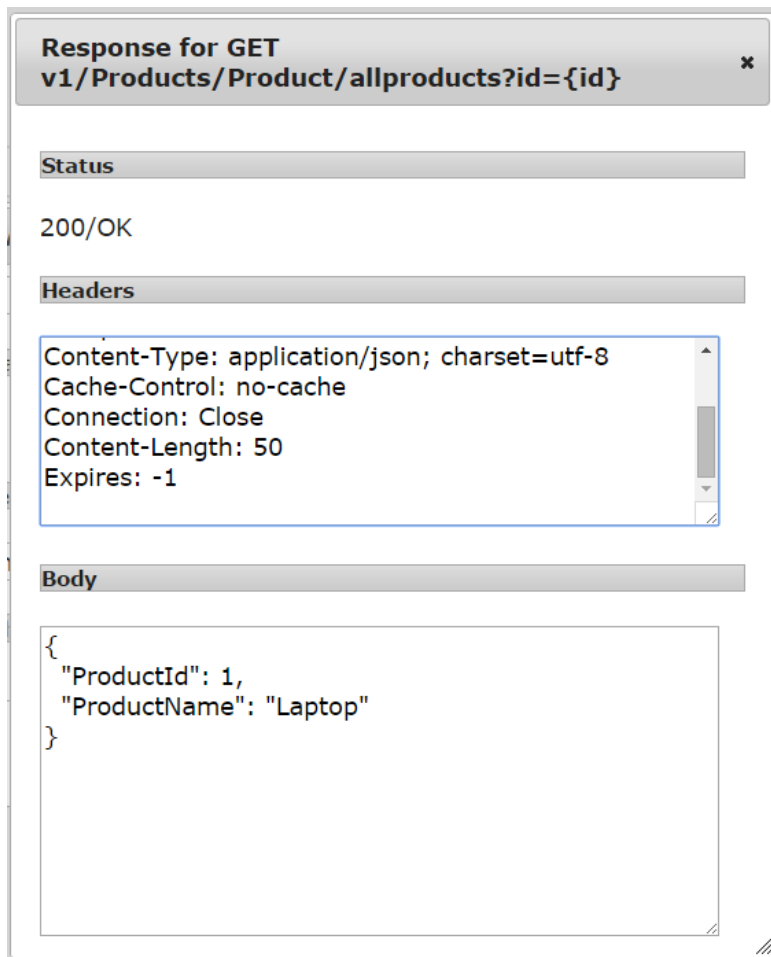 Response for GET
v1/Products/Product/allproducts?id={id}
Status
200/OK
Headers
Content-Type: application/json; charset=utf-8
Cache-Control: no-cache
Connection: Close
Content-Length: 50
Expires: -1
Body
{
  "ProductId": 1,
  "ProductName": "Laptop"
}